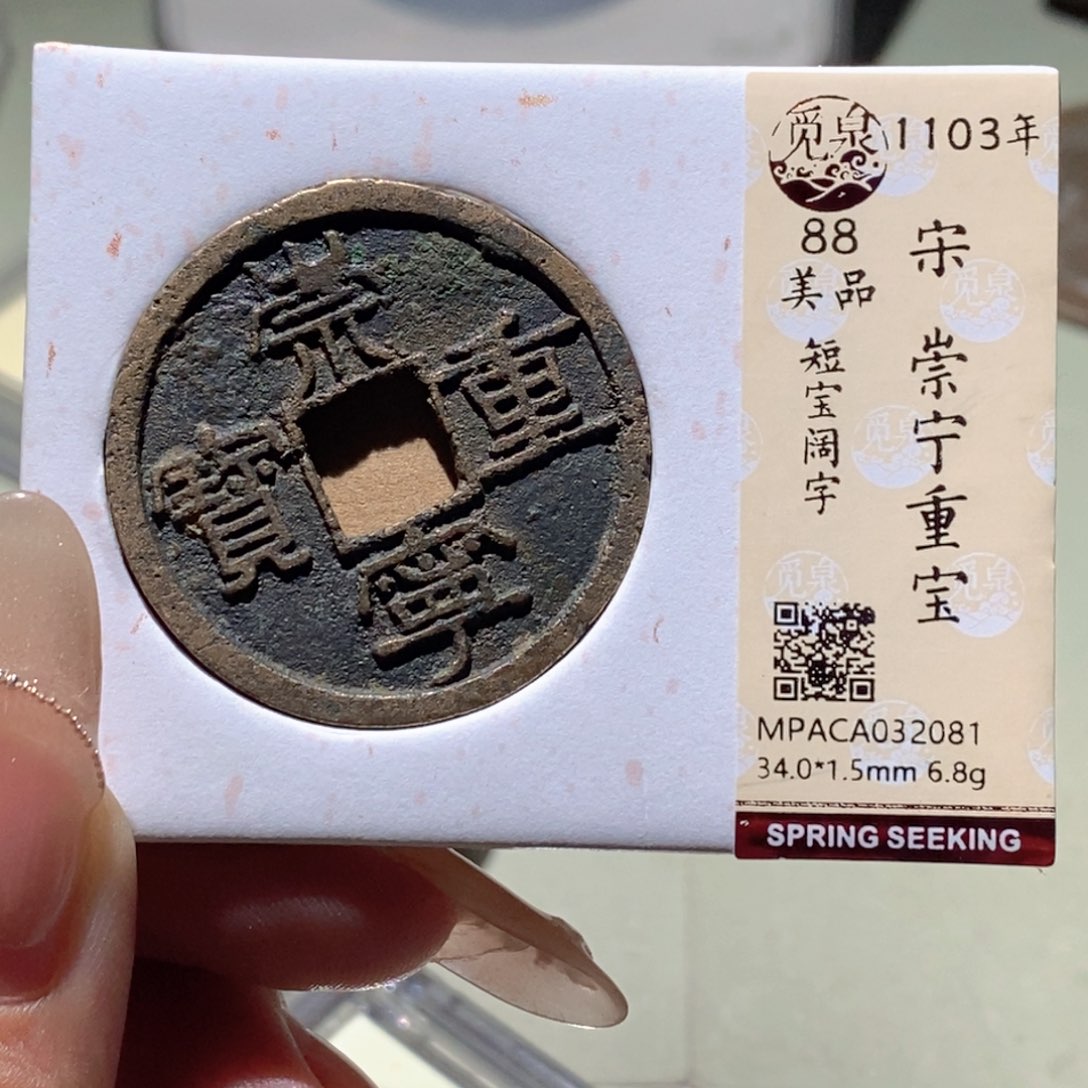 崇
重
寧
寳
觅泉
1103年
88
美品
短宝阔字
宋 崇宁重宝
MPACA032081
34.0*1.5mm 6.8g
SPRING SEEKING